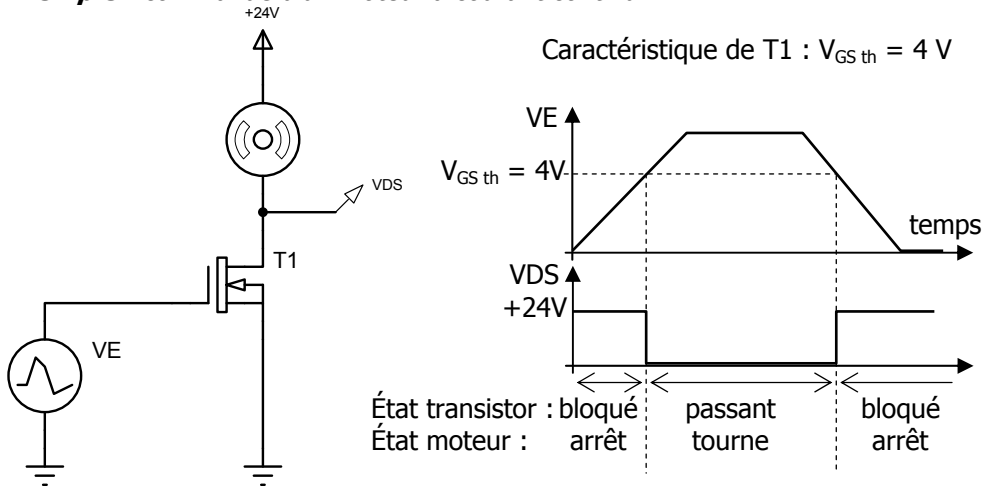 +24V
Caractéristique de T1 : VGS th = 4 V
VE
VGS th = 4V
temps
VDS
T1
VDS
+24V
VE
État transistor : bloqué passant bloqué
État moteur : arrêt tourne arrêt